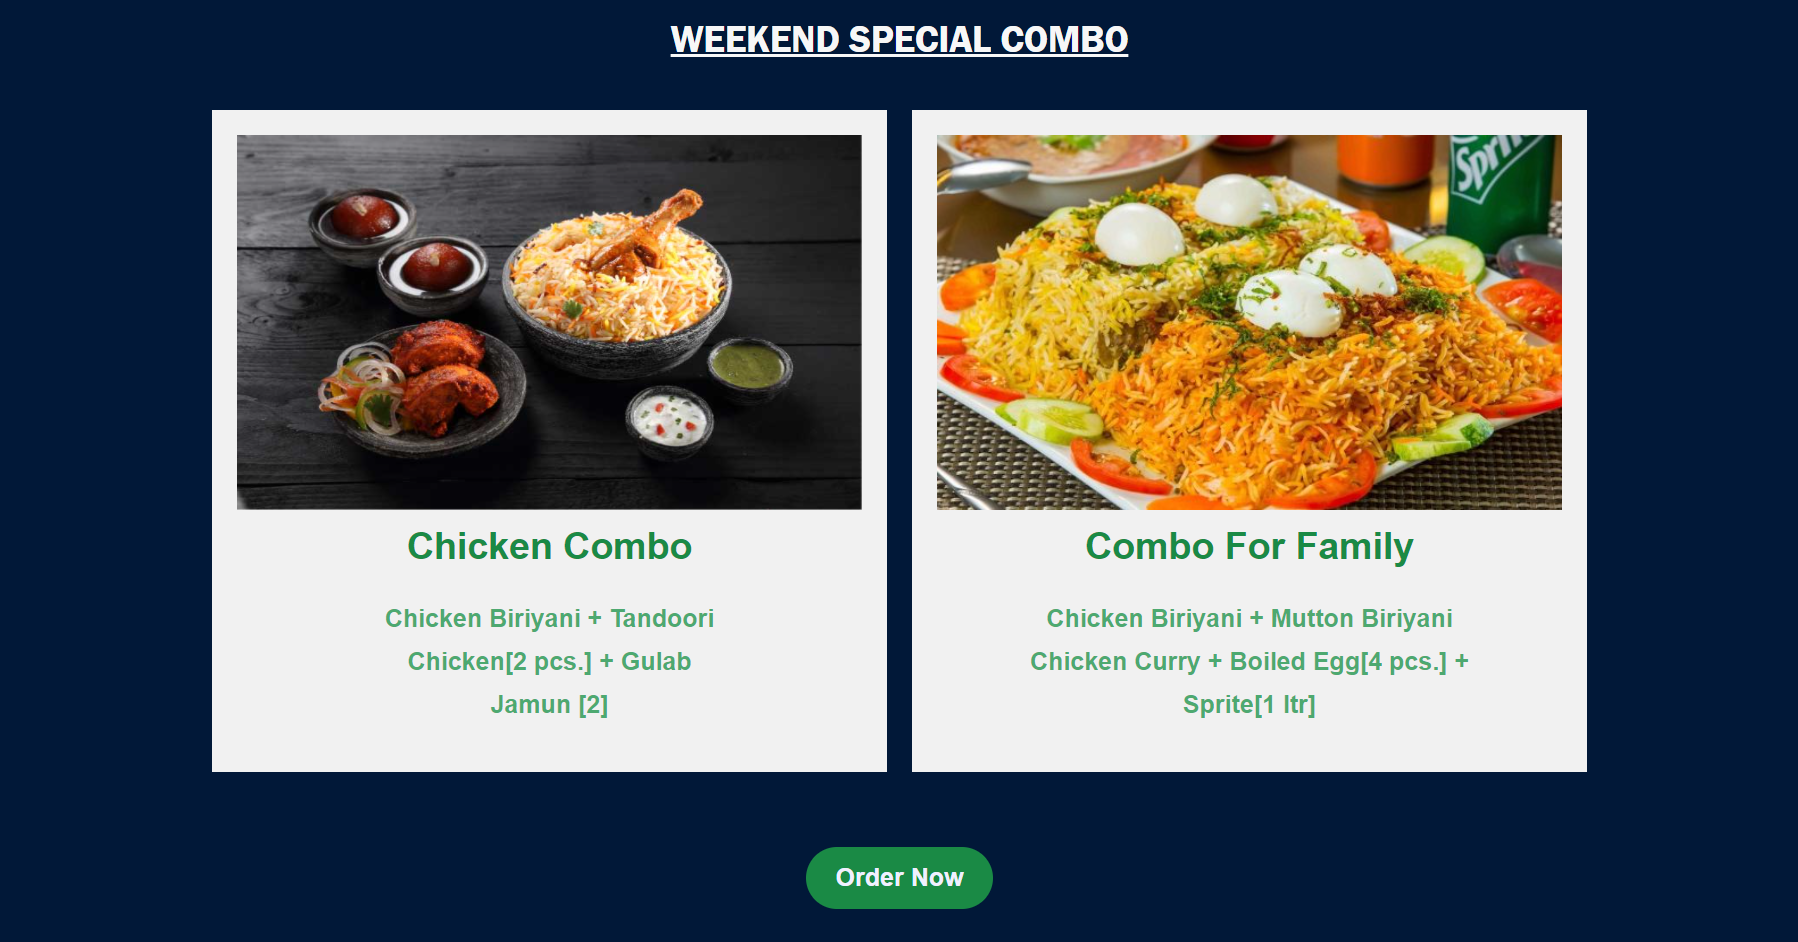 WEEKEND SPECIAL COMBO
Chicken Combo
Chicken Biriyani + Tandoori
Chicken[2 pcs.] + Gulab
Jamun [2]
Combo For Family
Chicken Biriyani + Mutton Biriyani
Chicken Curry + Boiled Egg[4 pcs.] +
Sprite[1 ltr]
Order Now